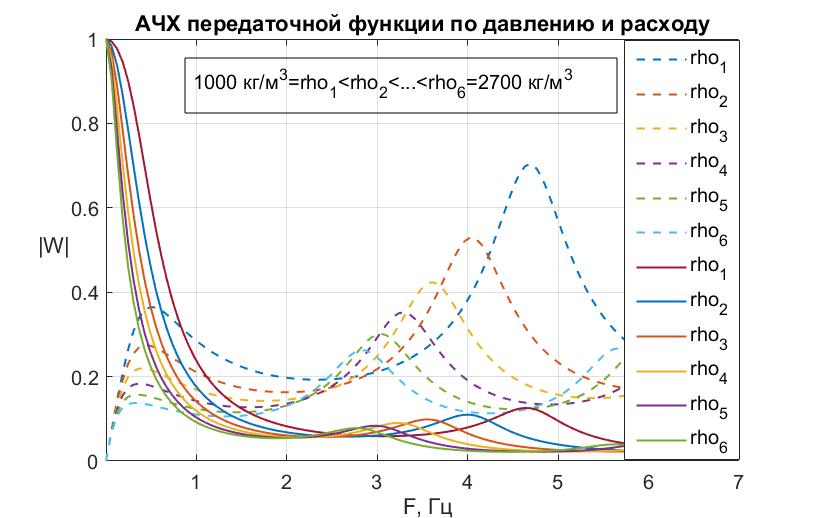 АЧХ передаточной функции по давлению и расходу
1000 кг/м³=rho₁<rho₂<...<rho₆=2700 кг/м³
rho₁
rho₂
rho₃
rho₄
rho₅
rho₆
rho₁
rho₂
rho₃
rho₄
rho₅
rho₆
1
0.8
0.6
|W|
0.4
0.2
0
1 2 3 4 5 6 7
F, Гц